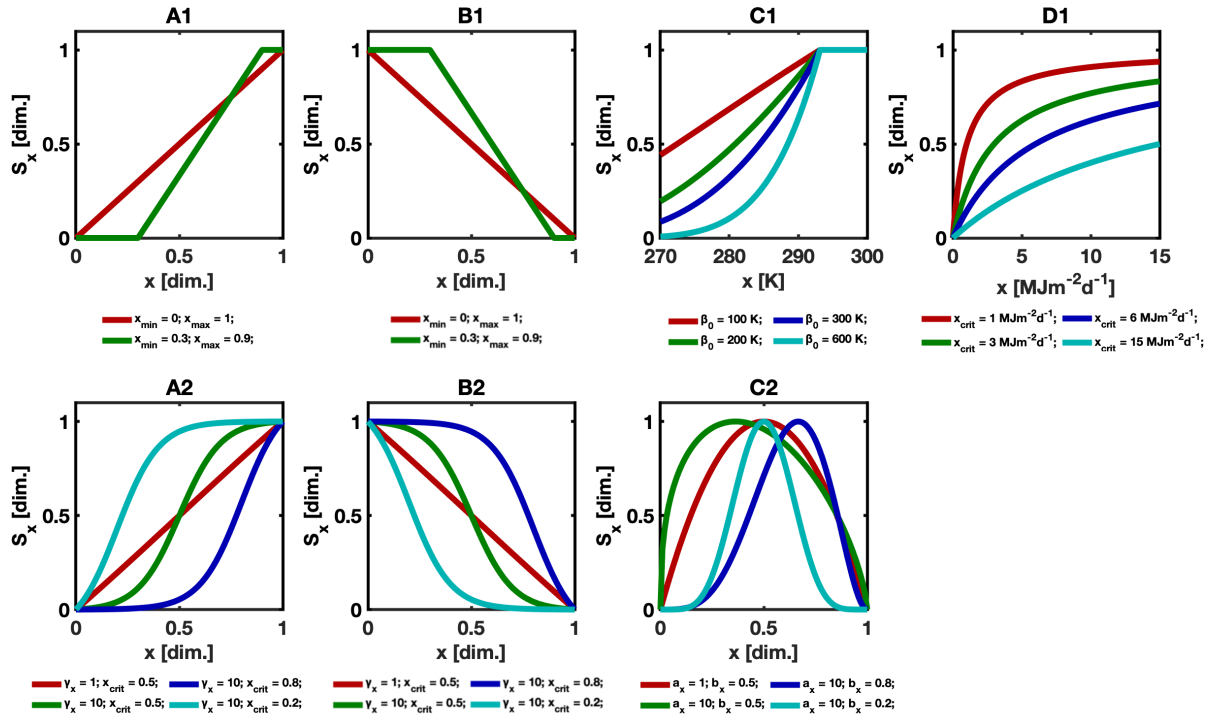 A1
B1
C1
D1
S_x [dim.]
1
0.5
0
0
0.5
1
x [dim.]
x_min = 0; x_max = 1;
x_min = 0.3; x_max = 0.9;
S_x [dim.]
1
0.5
0
0
0.5
1
x [dim.]
x_min = 0; x_max = 1;
x_min = 0.3; x_max = 0.9;
S_x [dim.]
1
0.5
0
270
280
290
300
x [K]
β_0 = 100 K; β_0 = 300 K;
β_0 = 200 K; β_0 = 600 K;
S_x [dim.]
1
0.5
0
0
5
10
15
x [MJm^-2d^-1]
x_crit = 1 MJm^-2d^-1; x_crit = 6 MJm^-2d^-1;
x_crit = 3 MJm^-2d^-1; x_crit = 15 MJm^-2d^-1;
A2
B2
C2
S_x [dim.]
1
0.5
0
0
0.5
1
x [dim.]
γ_x = 1; x_crit = 0.5; γ_x = 10; x_crit = 0.8;
γ_x = 10; x_crit = 0.5; γ_x = 10; x_crit = 0.2;
S_x [dim.]
1
0.5
0
0
0.5
1
x [dim.]
γ_x = 1; x_crit = 0.5; γ_x = 10; x_crit = 0.8;
γ_x = 10; x_crit = 0.5; γ_x = 10; x_crit = 0.2;
S_x [dim.]
1
0.5
0
0
0.5
1
x [dim.]
a_x = 1; b_x = 0.5; a_x = 10; b_x = 0.8;
a_x = 10; b_x = 0.5; a_x = 10; b_x = 0.2;